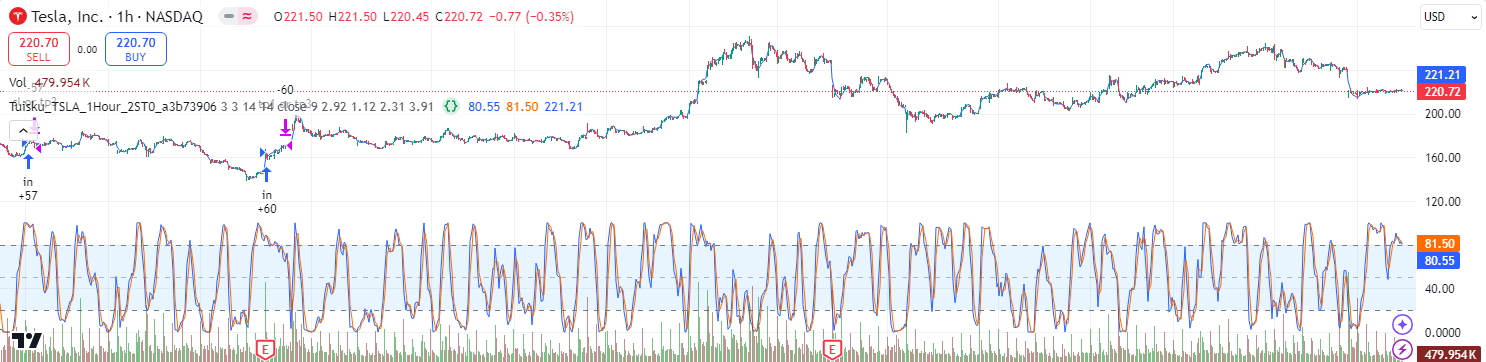 Tesla, Inc. · 1h · NASDAQ O221.50 H221.50 L220.45 C220.72 −0.77 (−0.35%)
USD
220.70 0.00 220.70
SELL BUY
Vol 479.954K
3 3 14 14 close 9 2.92 1.12 2.31 3.91 80.55 81.50 221.21
-60
221.21
220.72
200.00
160.00
120.00
in
+57
in
+60
81.50
80.55
40.00
0.0000
479.954K
E
E